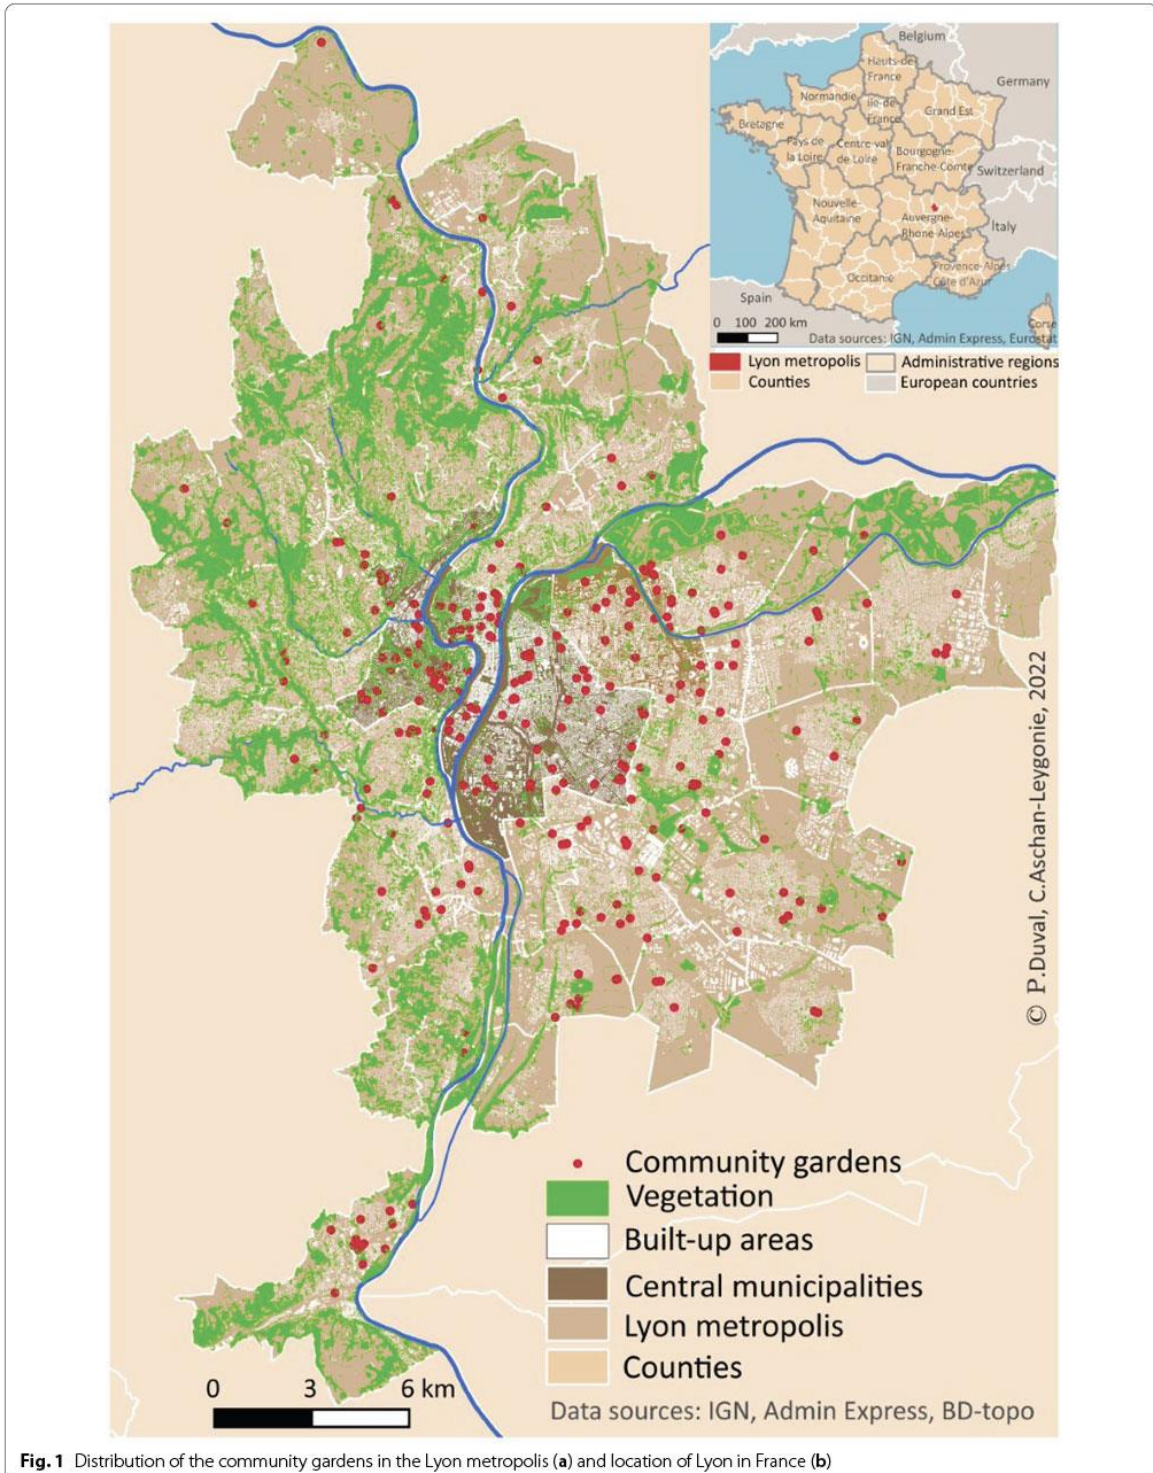 Belgium
Hauts-de-
France
Germany
Normandie
Ile-de-
France
Grand Est
Bretagne
Pays de
la Loire
Centre-val
de Loire
Bourgogne-
Franche-Comté
Switzerland
Nouvelle-
Aquitaine
Auvergne-
Rhone-Alpes
Italy
Occitanie
Provence-Alpes
Côte d'Azur
Spain
Corse
0 100 200 km
Data sources: IGN, Admin Express, Eurostat
Lyon metropolis
Administrative regions
Counties
European countries
© P.Duval, C.Aschan-Leygonie, 2022
Community gardens
Vegetation
Built-up areas
Central municipalities
Lyon metropolis
Counties
0 3 6 km
Data sources: IGN, Admin Express, BD-topo
Fig. 1 Distribution of the community gardens in the Lyon metropolis (a) and location of Lyon in France (b)